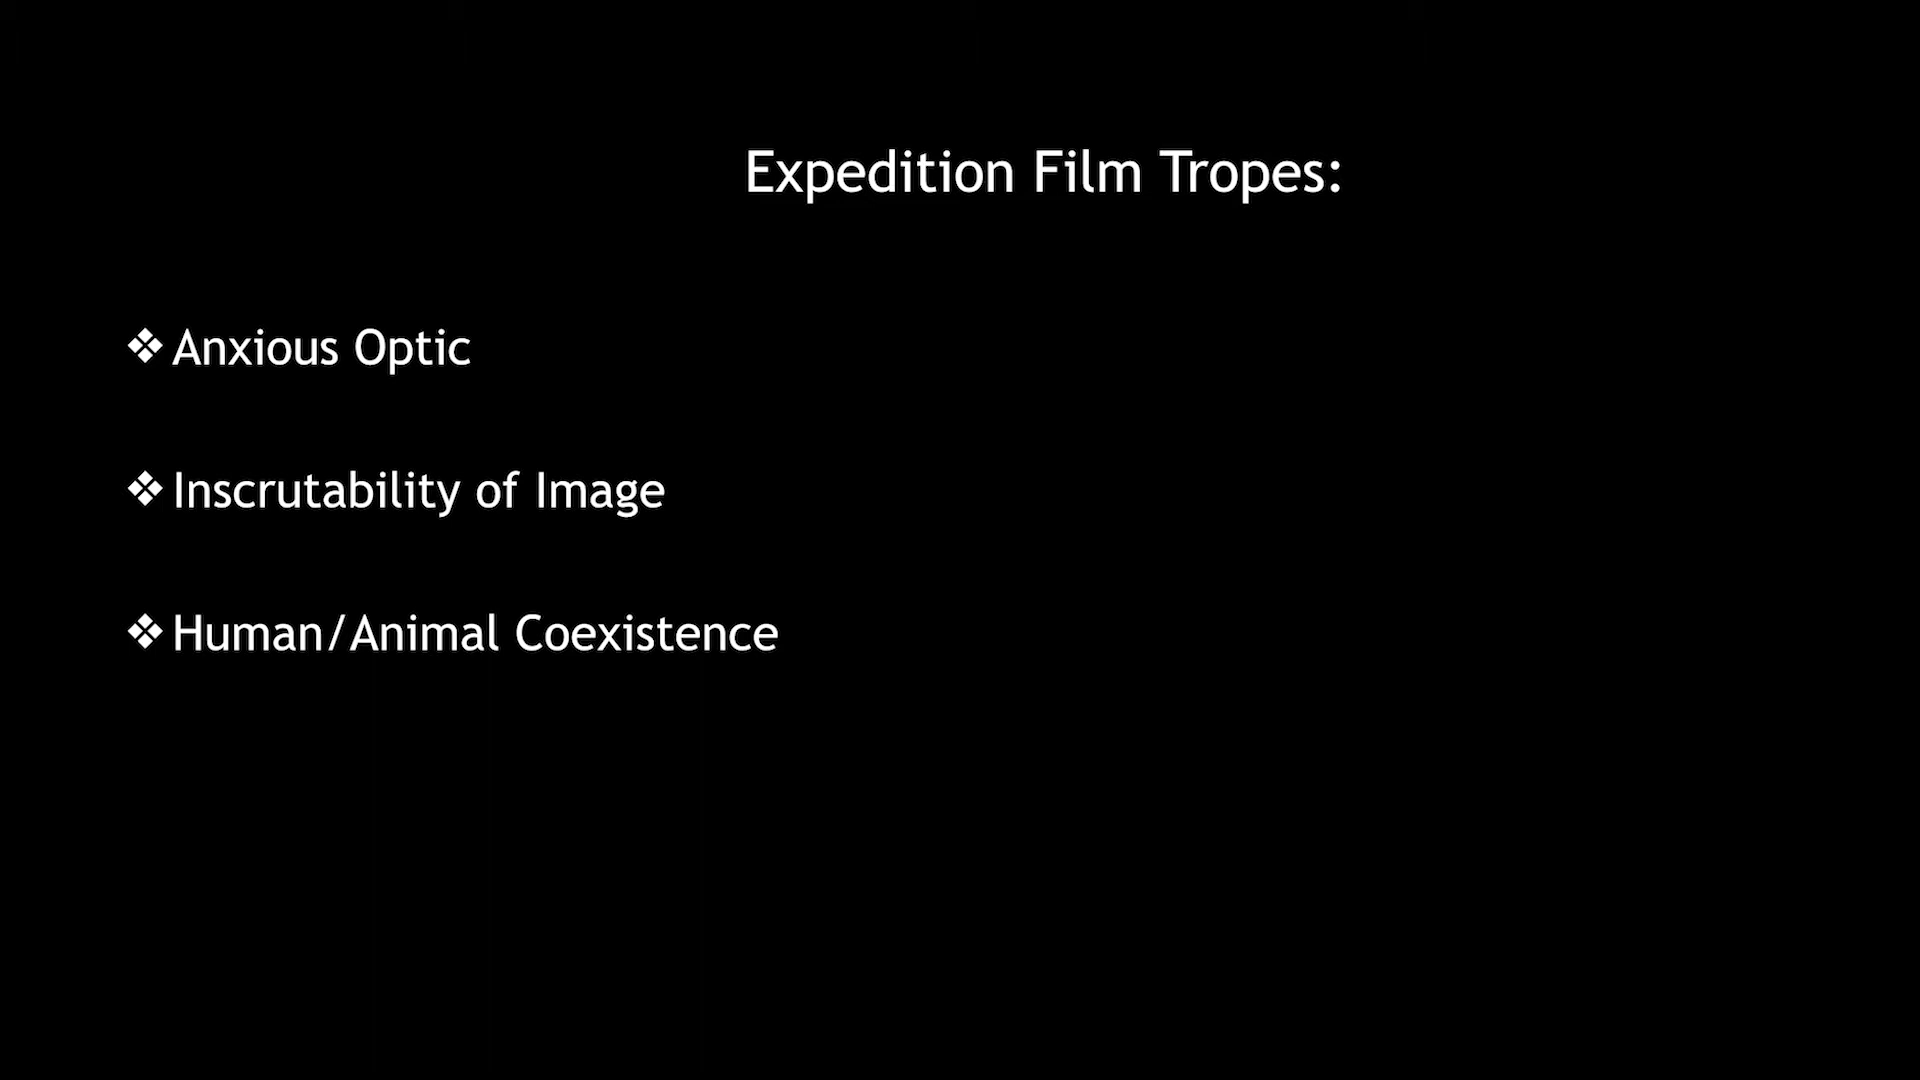 Expedition Film Tropes:
❖ Anxious Optic
❖ Inscrutability of Image
❖ Human/Animal Coexistence